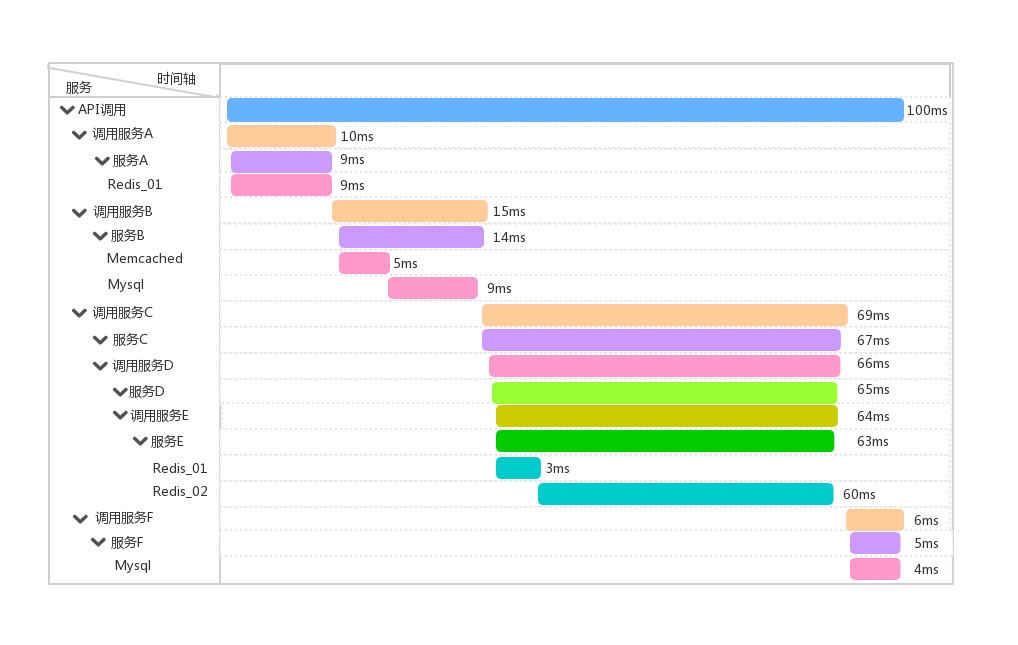 时间轴
服务
API调用 100ms
调用服务A 10ms
服务A 9ms
Redis_01 9ms
调用服务B 15ms
服务B 14ms
Memcached 5ms
Mysql 9ms
调用服务C 69ms
服务C 67ms
调用服务D 66ms
服务D 65ms
调用服务E 64ms
服务E 63ms
Redis_01 3ms
Redis_02 60ms
调用服务F 6ms
服务F 5ms
Mysql 4ms